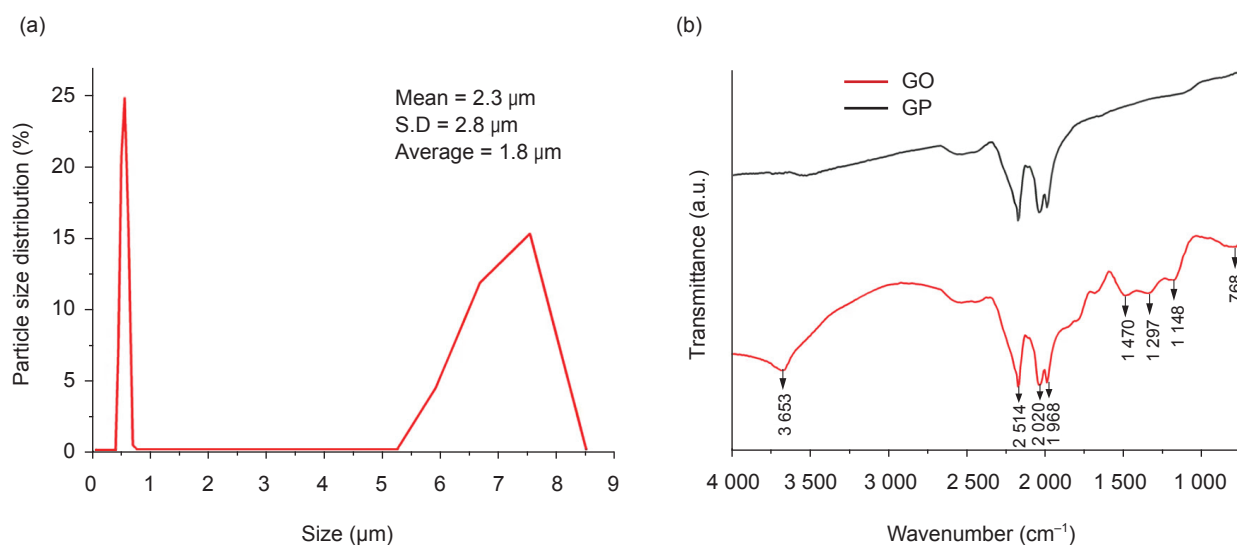 (a)
Particle size distribution (%)
25
20
15
10
5
0
Mean = 2.3 µm
S.D = 2.8 µm
Average = 1.8 µm
0 1 2 3 4 5 6 7 8 9
Size (µm)
(b)
Transmittance (a.u.)
GO
GP
3 653
2 514
2 020
1 968
1 470
1 297
1 148
768
4 000 3 500 3 000 2 500 2 000 1 500 1 000
Wavenumber (cm⁻¹)